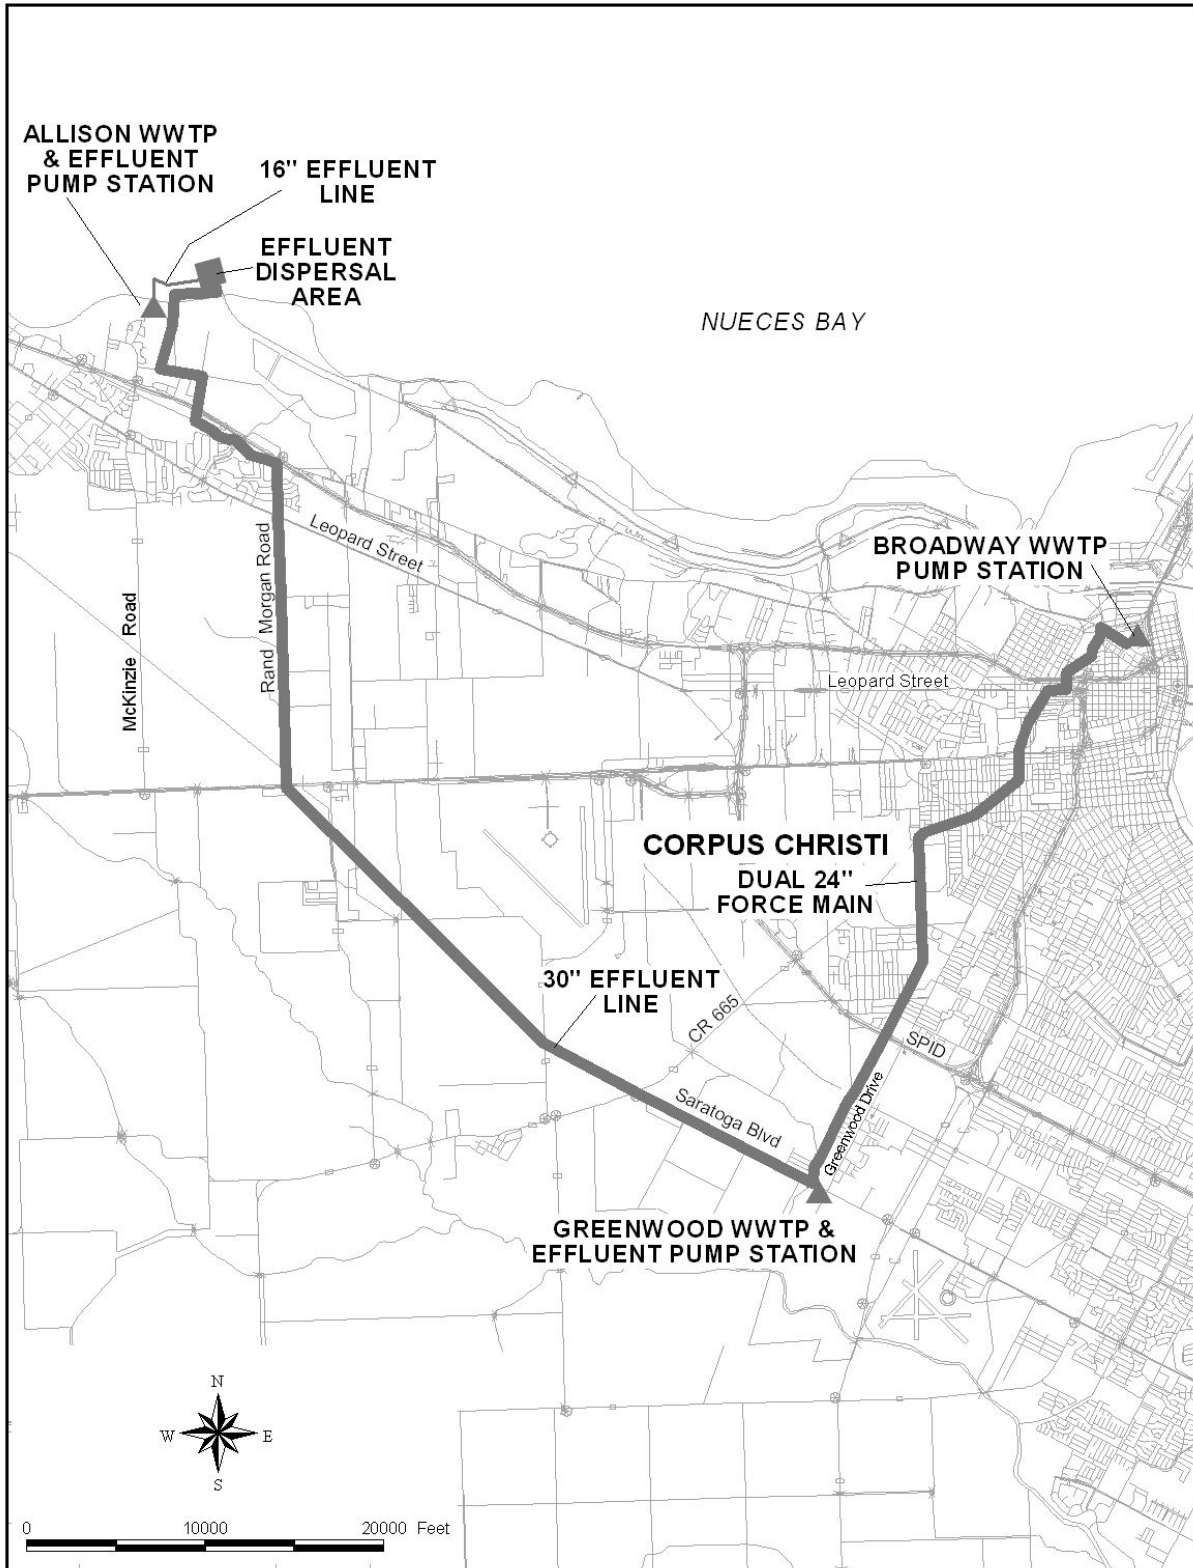 ALLISON WWTP
& EFFLUENT
PUMP STATION
16" EFFLUENT
LINE
EFFLUENT
DISPERSAL
AREA
NUECES BAY
BROADWAY WWTP
PUMP STATION
Leopard Street
Rand Morgan Road
McKinzie Road
Leopard Street
CORPUS CHRISTI
DUAL 24"
FORCE MAIN
30" EFFLUENT
LINE
CR 665
SPID
Saratoga Blvd
Greenwood Drive
GREENWOOD WWTP &
EFFLUENT PUMP STATION
N
W E
S
0 10000 20000 Feet